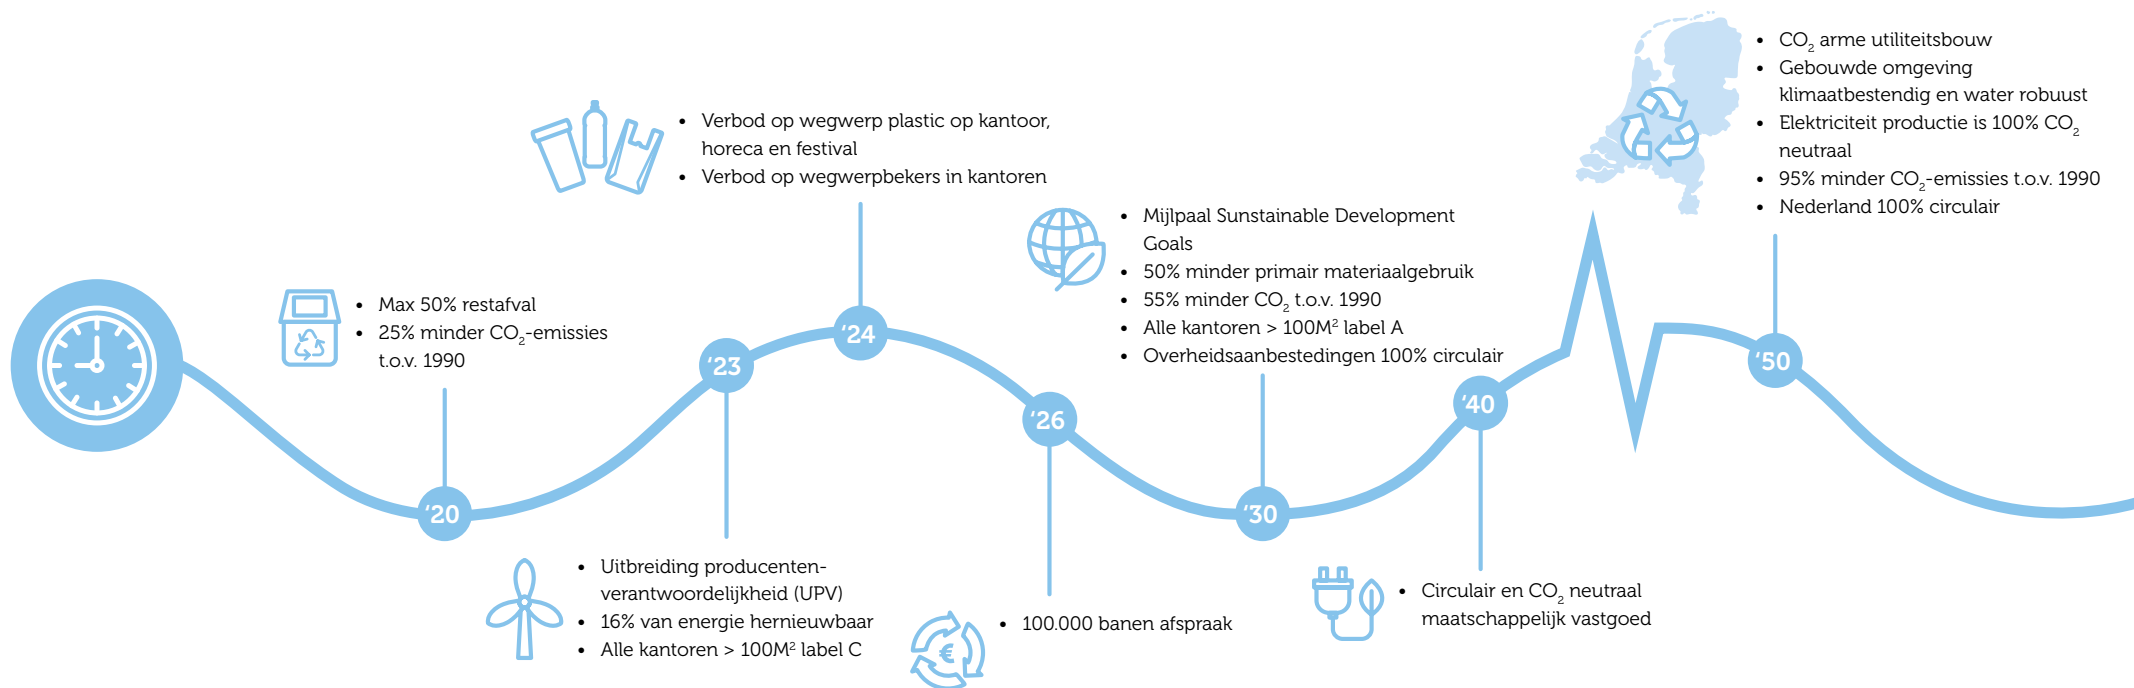 • Max 50% restafval
• 25% minder CO₂-emissies
t.o.v. 1990
‘20
‘23
• Uitbreiding producenten-
verantwoordelijkheid (UPV)
• 16% van energie hernieuwbaar
• Alle kantoren > 100M² label C
• Verbod op wegwerp plastic op kantoor,
horeca en festival
• Verbod op wegwerpbekers in kantoren
‘24
‘26
€
• 100.000 banen afspraak
• Mijlpaal Sunstainable Development
Goals
• 50% minder primair materiaalgebruik
• 55% minder CO₂ t.o.v. 1990
• Alle kantoren > 100M² label A
• Overheidsaanbestedingen 100% circulair
‘30
‘40
• Circulair en CO₂ neutraal
maatschappelijk vastgoed
• CO₂ arme utiliteitsbouw
• Gebouwde omgeving
klimaatbestendig en water robuust
• Elektriciteit productie is 100% CO₂
neutraal
• 95% minder CO₂-emissies t.o.v. 1990
• Nederland 100% circulair
‘50